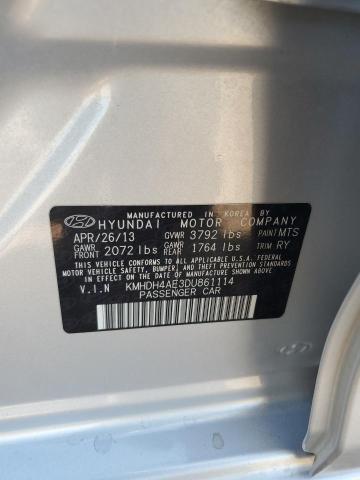 MANUFACTURED IN KOREA BY
HYUNDAI MOTOR COMPANY
APR/26/13 GVWR 3792 lbs PAINT MTS
GAWR FRONT 2072 lbs GAWR REAR 1764 lbs TRIM RY
THIS VEHICLE CONFORMS TO ALL APPLICABLE U.S.A. FEDERAL
MOTOR VEHICLE SAFETY, BUMPER, AND THEFT PREVENTION STANDARDS
IN EFFECT ON THE DATE OF MANUFACTURE SHOWN ABOVE.
V.I.N KMHDH4AE3DU861114
PASSENGER CAR